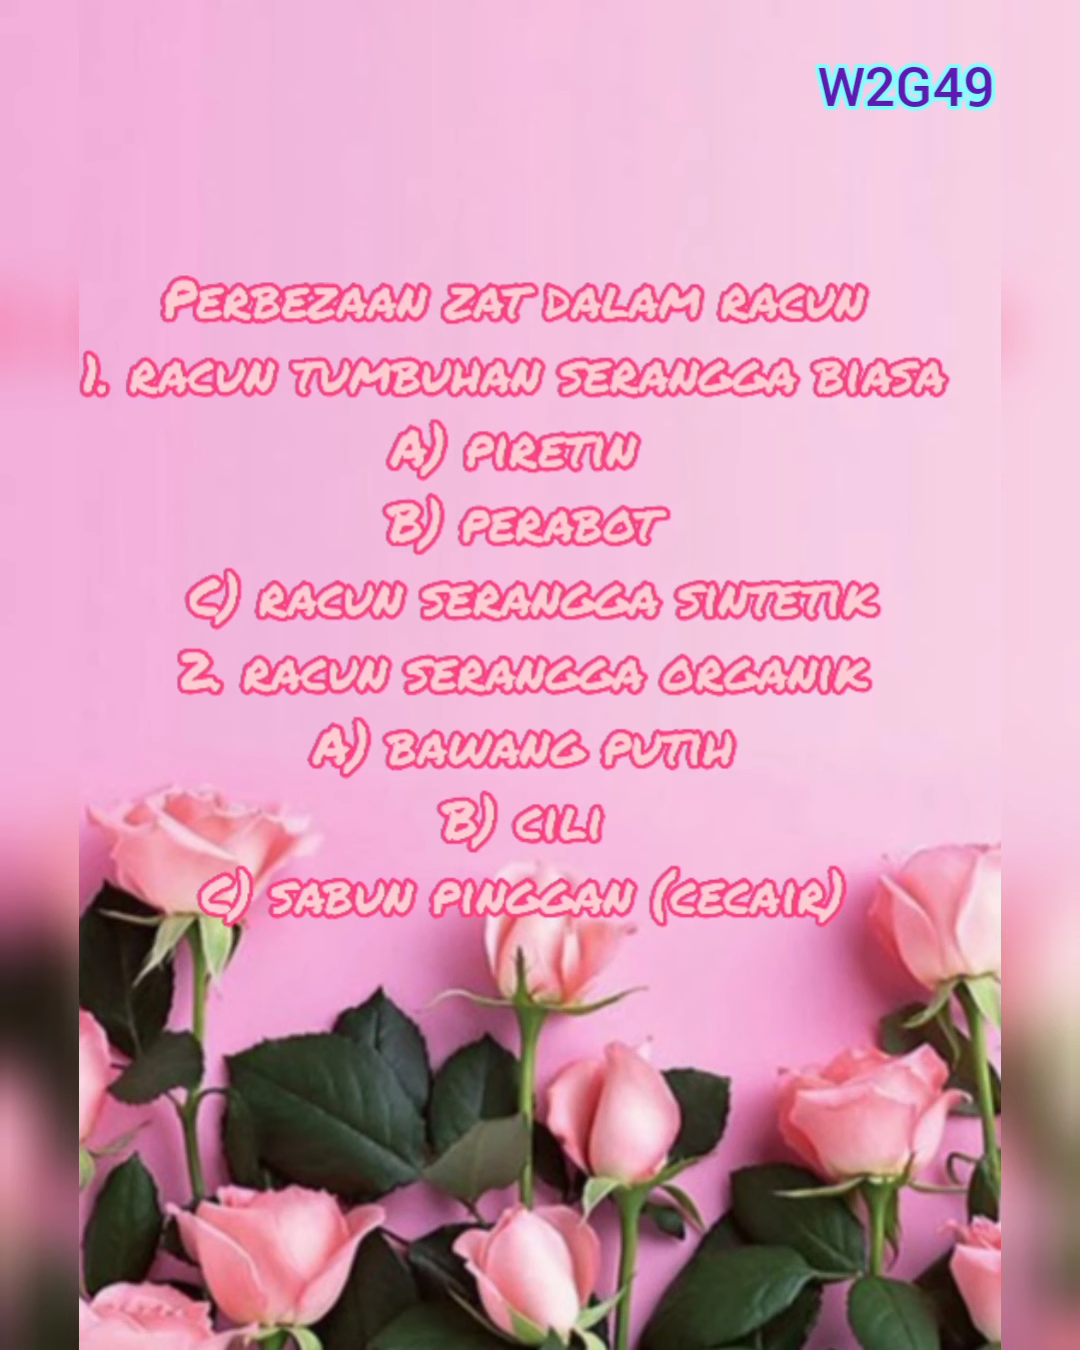 W2G49
Perbezaan zat dalam racun
1. racun tumbuhan serangga biasa
A) piretin
B) perabot
C) racun serangga sintetik
2. racun serangga organik
A) bawang putih
B) cili
C) sabun pinggan (cecair)